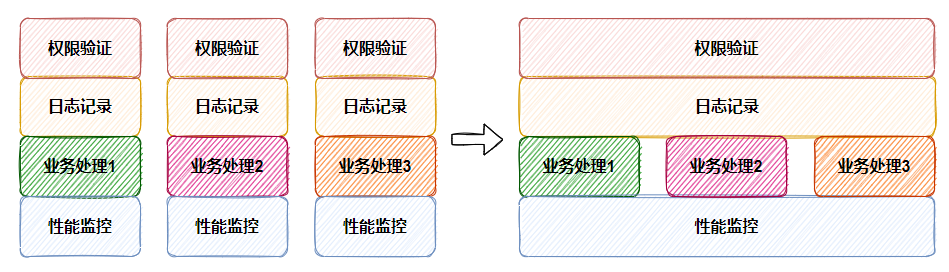 权限验证 权限验证 权限验证 权限验证
日志记录 日志记录 日志记录 日志记录
业务处理1 业务处理2 业务处理3 业务处理1 业务处理2 业务处理3
性能监控 性能监控 性能监控 性能监控